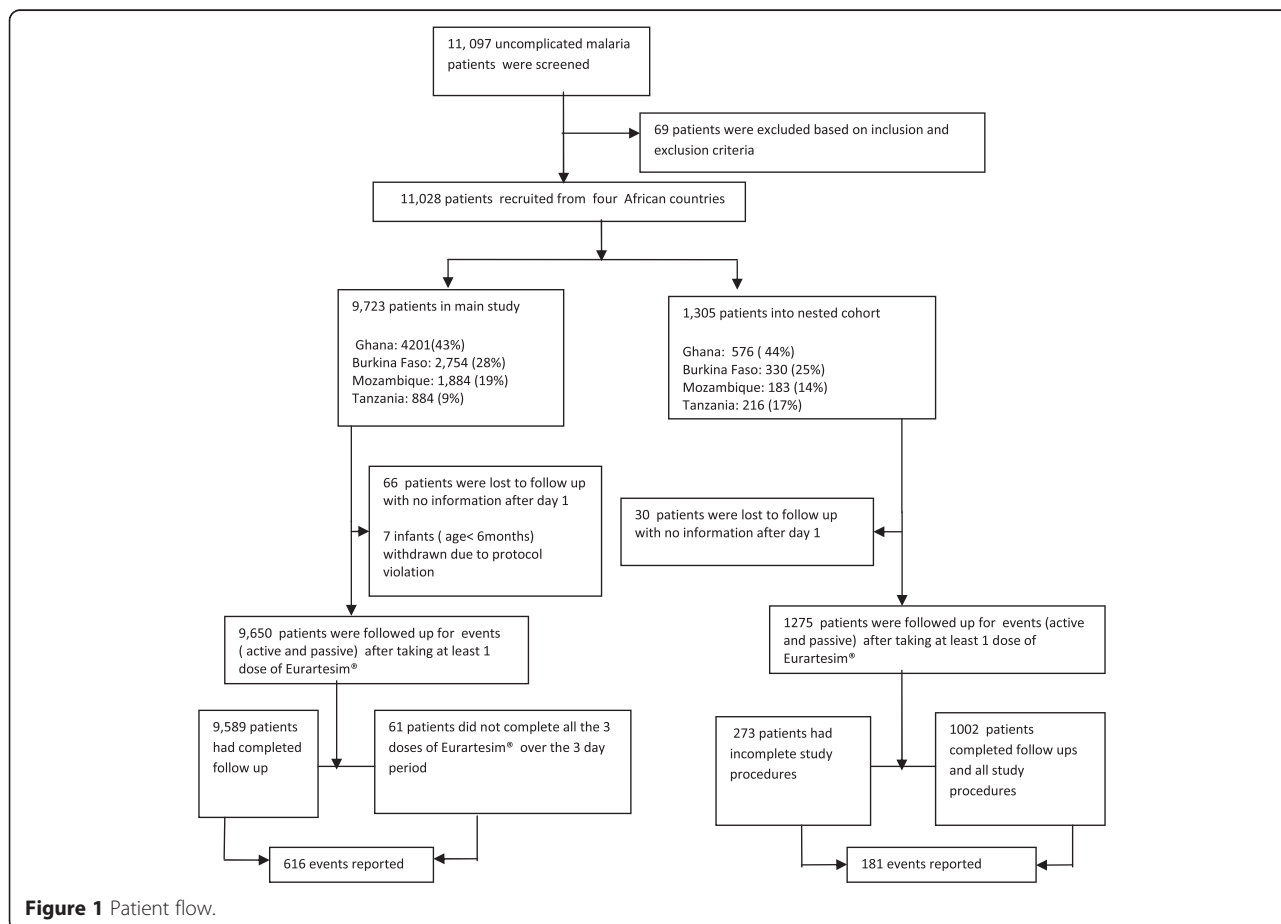 11, 097 uncomplicated malaria
patients were screened
69 patients were excluded based on inclusion and
exclusion criteria
11,028 patients recruited from four African countries
9,723 patients in main study
Ghana: 4201(43%)
Burkina Faso: 2,754 (28%)
Mozambique: 1,884 (19%)
Tanzania: 884 (9%)
1,305 patients into nested cohort
Ghana: 576 ( 44%)
Burkina Faso: 330 (25%)
Mozambique: 183 (14%)
Tanzania: 216 (17%)
66 patients were lost to follow up
with no information after day 1
7 infants ( age< 6months)
withdrawn due to protocol
violation
30 patients were lost to follow up
with no information after day 1
9,650 patients were followed up for events
( active and passive) after taking at least 1
dose of Eurartesim®
1275 patients were followed up for events (active
and passive) after taking at least 1 dose of
Eurartesim®
9,589 patients
had completed
follow up
61 patients did not complete all the 3
doses of Eurartesim® over the 3 day
period
273 patients had
incomplete study
procedures
1002 patients
completed follow ups
and all study
procedures
616 events reported
181 events reported
Figure 1 Patient flow.